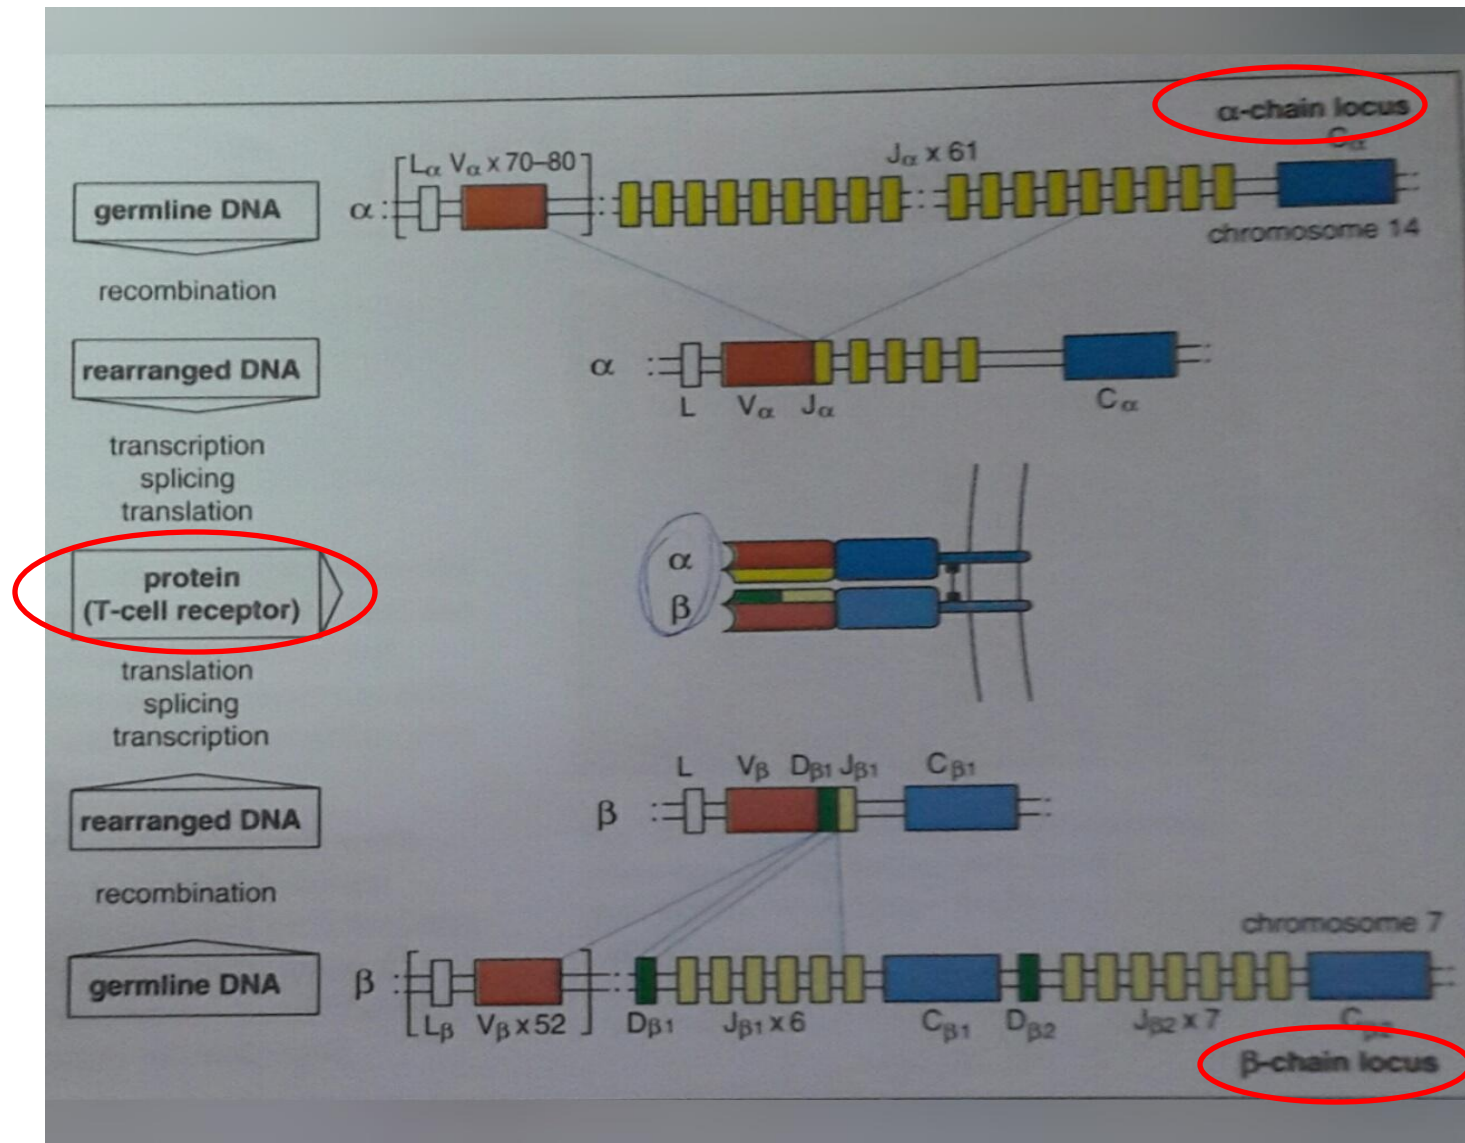 α-chain locus
Lα Vα x 70–80
Jα x 61
Cα
germline DNA
α
chromosome 14
recombination
rearranged DNA
α
L
Vα
Jα
Cα
transcription
splicing
translation
protein
(T-cell receptor)
α
β
translation
splicing
transcription
L
Vβ
Dβ1
Jβ1
Cβ1
rearranged DNA
β
recombination
chromosome 7
germline DNA
β
Lβ
Vβ x 52
Dβ1
Jβ1 x 6
Cβ1
Dβ2
Jβ2 x 7
Cβ2
β-chain locus